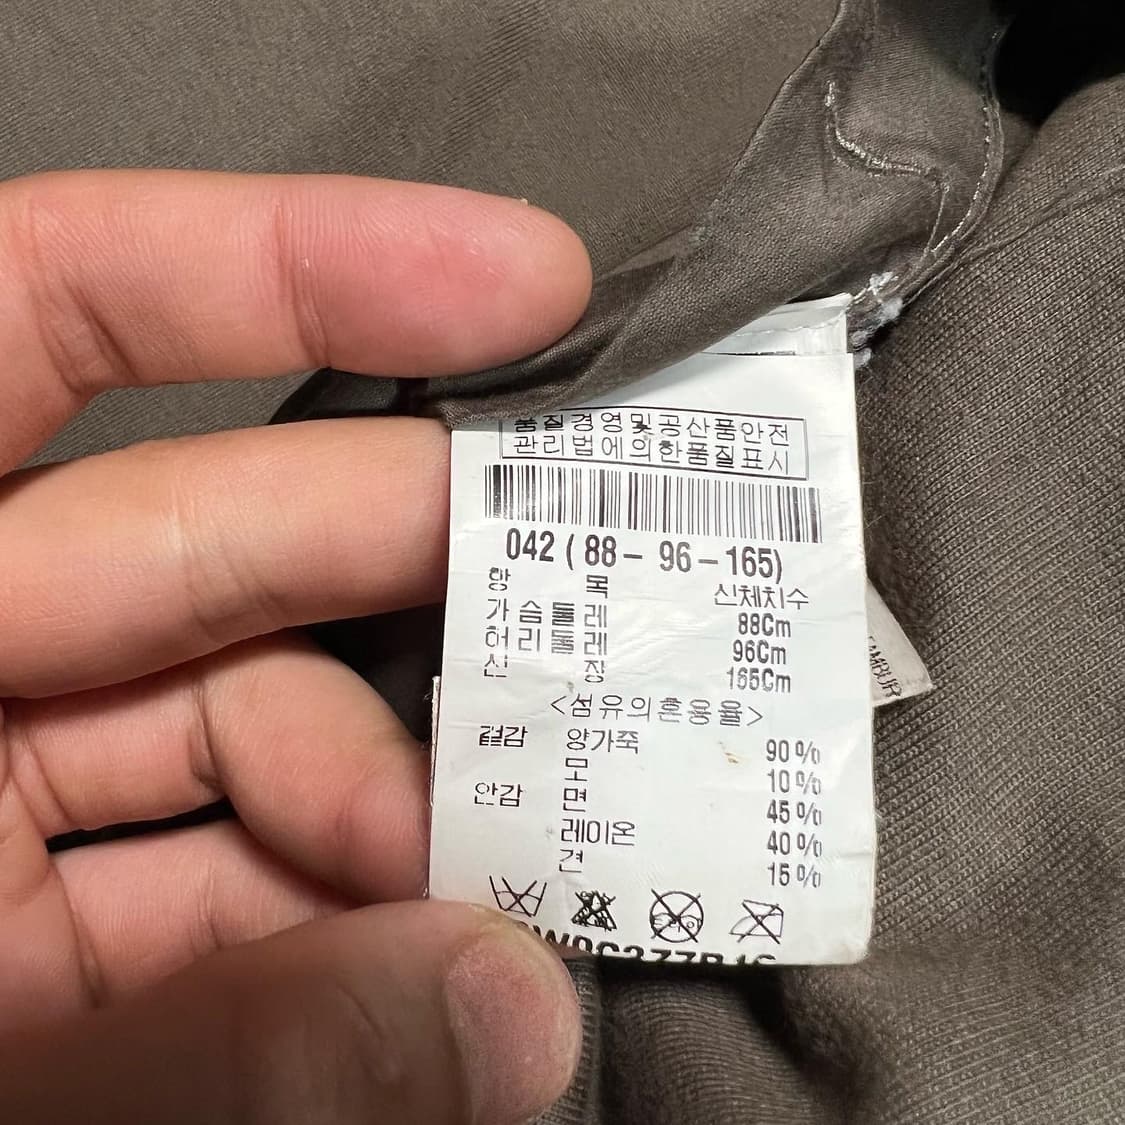 품질경영및공산품안전
관리법에의한품질표시
042 ( 88 - 96 - 165)
항 목 신체치수
가슴둘레 88Cm
허리둘레 96Cm
신 장 165Cm
<섬유의혼용율>
겉감 양가죽 90 %
모 10 %
안감 면 45 %
레이온 40 %
견 15 %